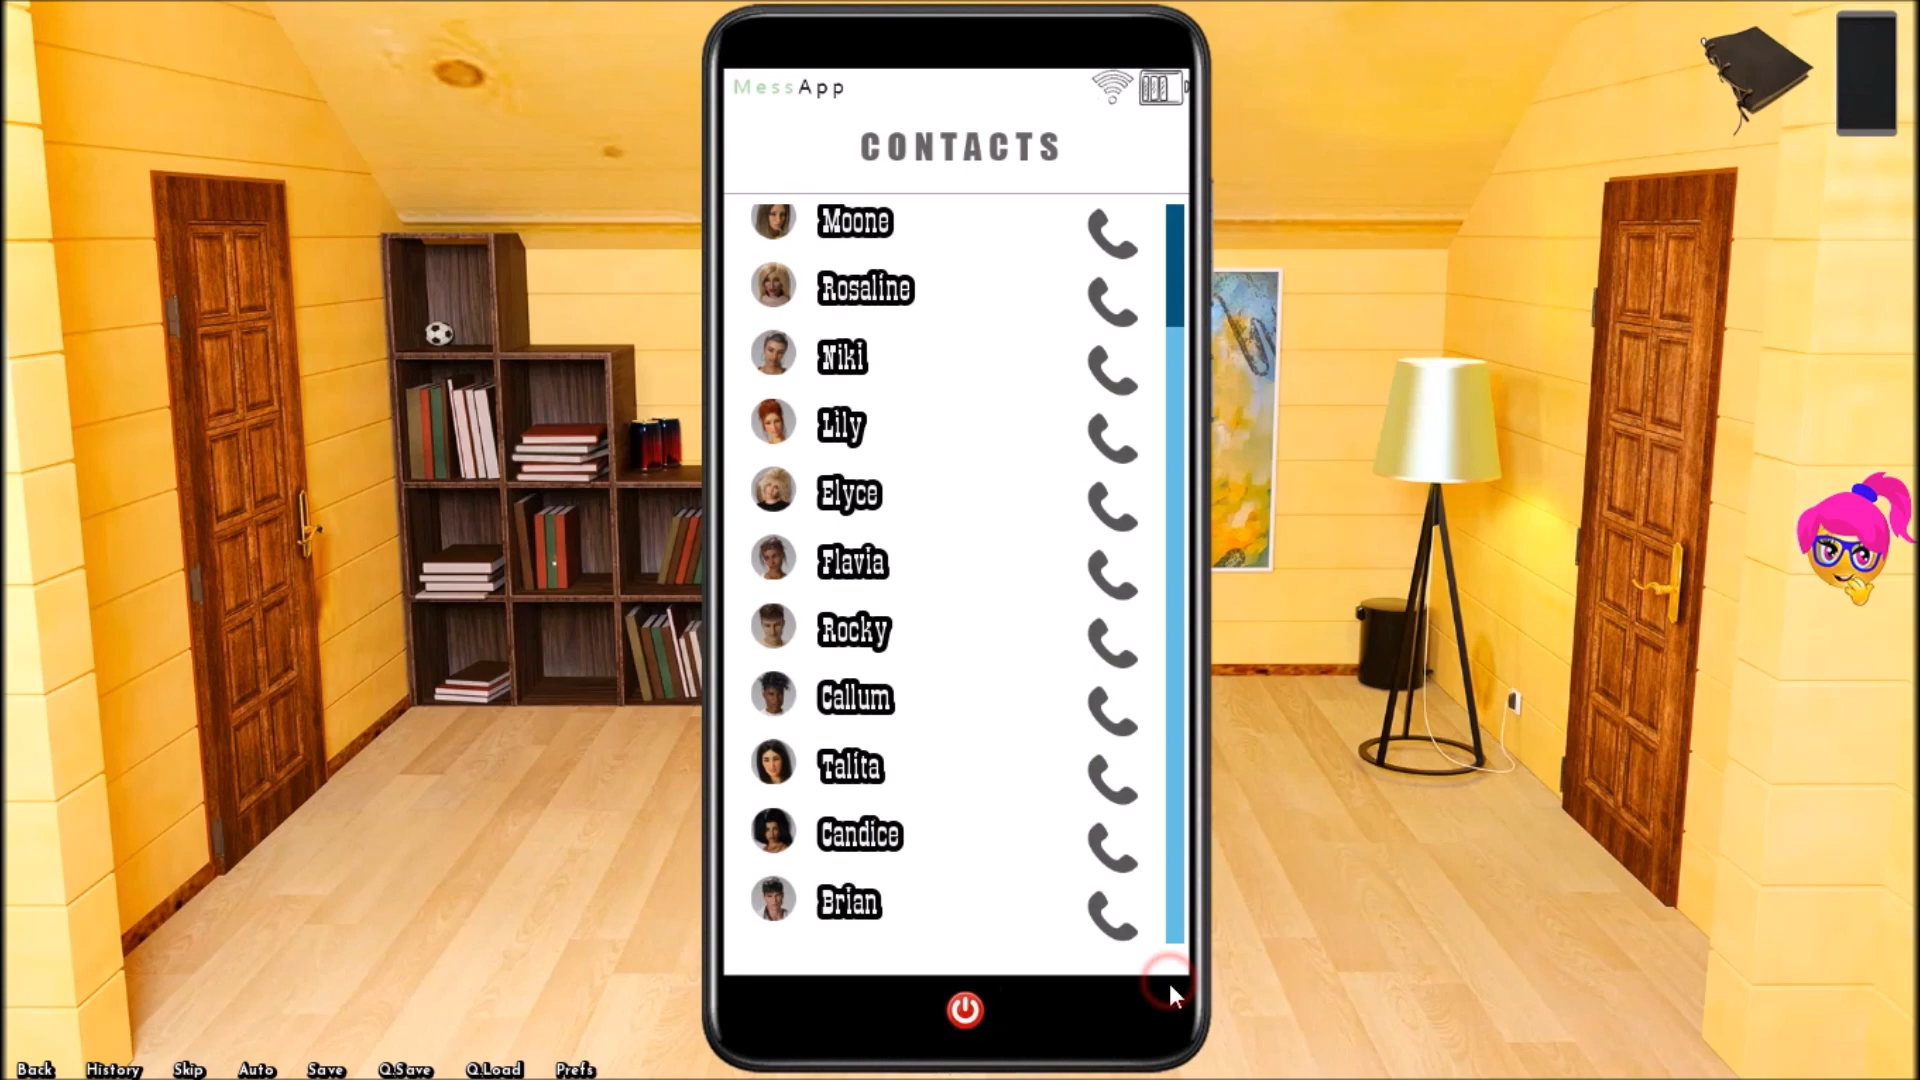 MessApp
CONTACTS
Moone
Rosaline
Niki
Lily
Elyce
Flavia
Rocky
Callum
Talita
Candice
Brian
Back History Skip Auto Save Q.Save Q.Load Prefs